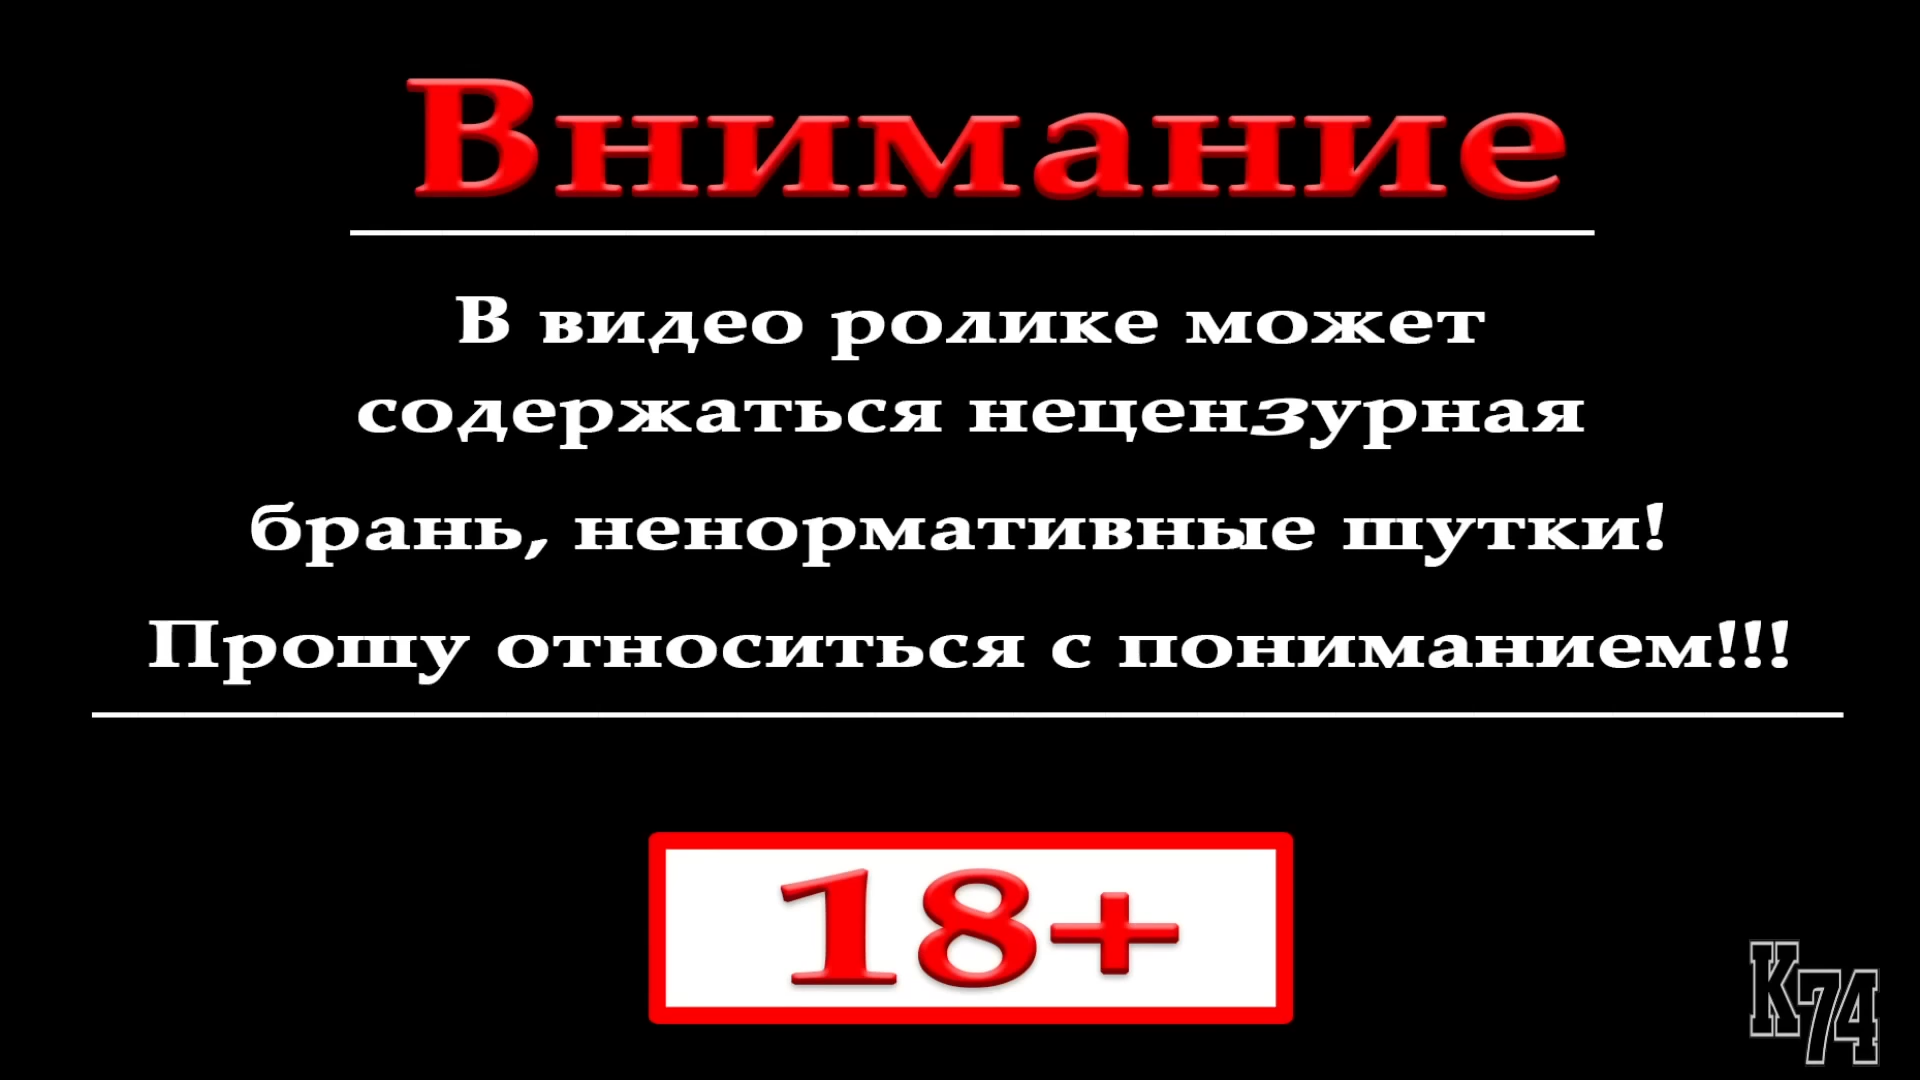 Внимание
В видео ролике может
содержаться нецензурная
брань, ненормативные шутки!
Прошу относиться с пониманием!!!
18+
K74